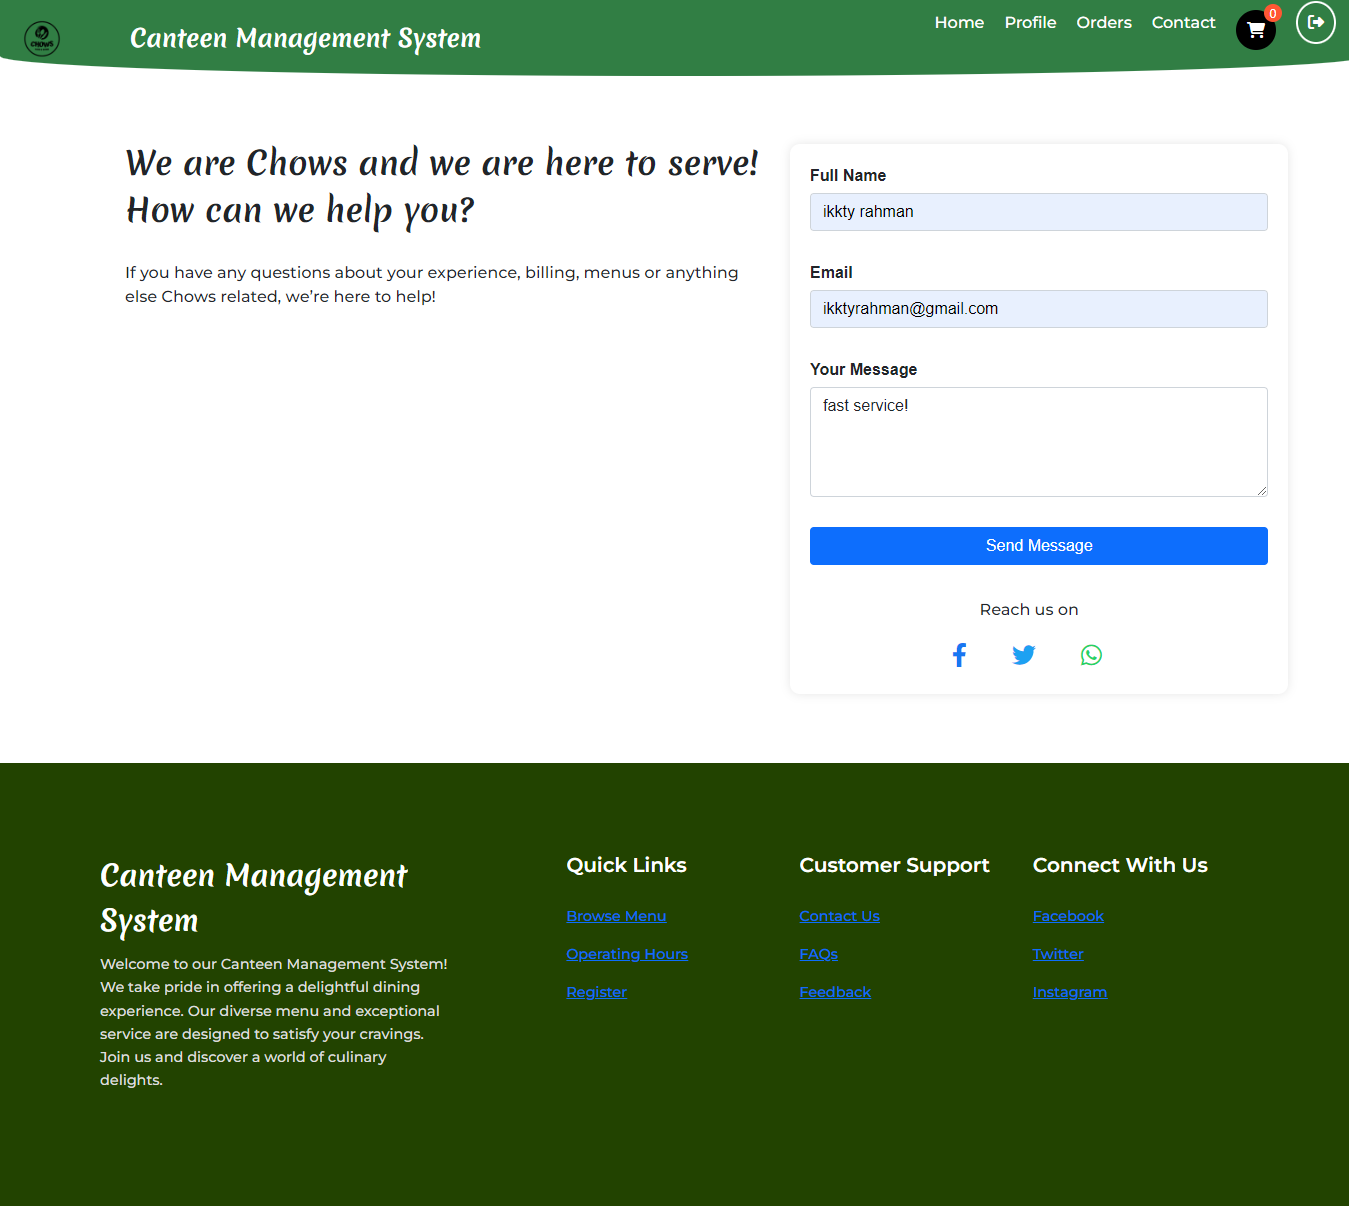 CHOWS
Canteen Management System
Home
Profile
Orders
Contact
0
We are Chows and we are here to serve!
How can we help you?
If you have any questions about your experience, billing, menus or anything
else Chows related, we’re here to help!
Full Name
ikkty rahman
Email
ikktyrahman@gmail.com
Your Message
fast service!
Send Message
Reach us on
Canteen Management
System
Welcome to our Canteen Management System!
We take pride in offering a delightful dining
experience. Our diverse menu and exceptional
service are designed to satisfy your cravings.
Join us and discover a world of culinary
delights.
Quick Links
Browse Menu
Operating Hours
Register
Customer Support
Contact Us
FAQs
Feedback
Connect With Us
Facebook
Twitter
Instagram